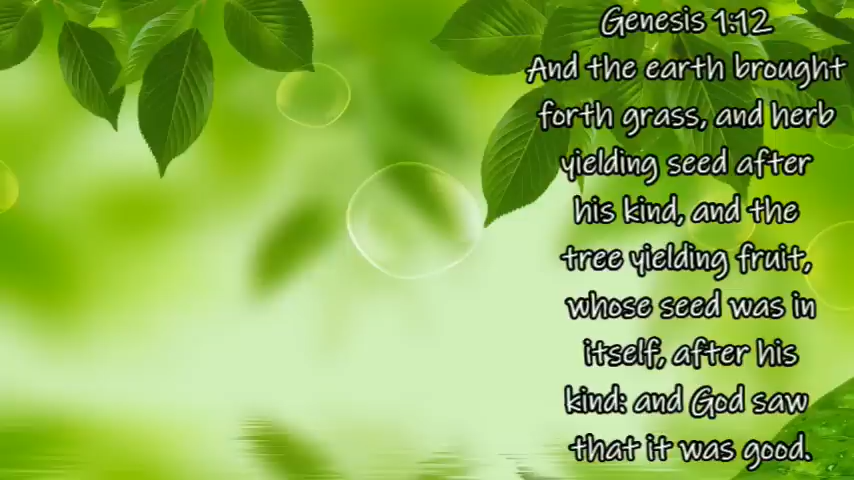 Genesis 1:12
And the earth brought
forth grass, and herb
yielding seed after
his kind, and the
tree yielding fruit,
whose seed was in
itself, after his
kind: and God saw
that it was good.